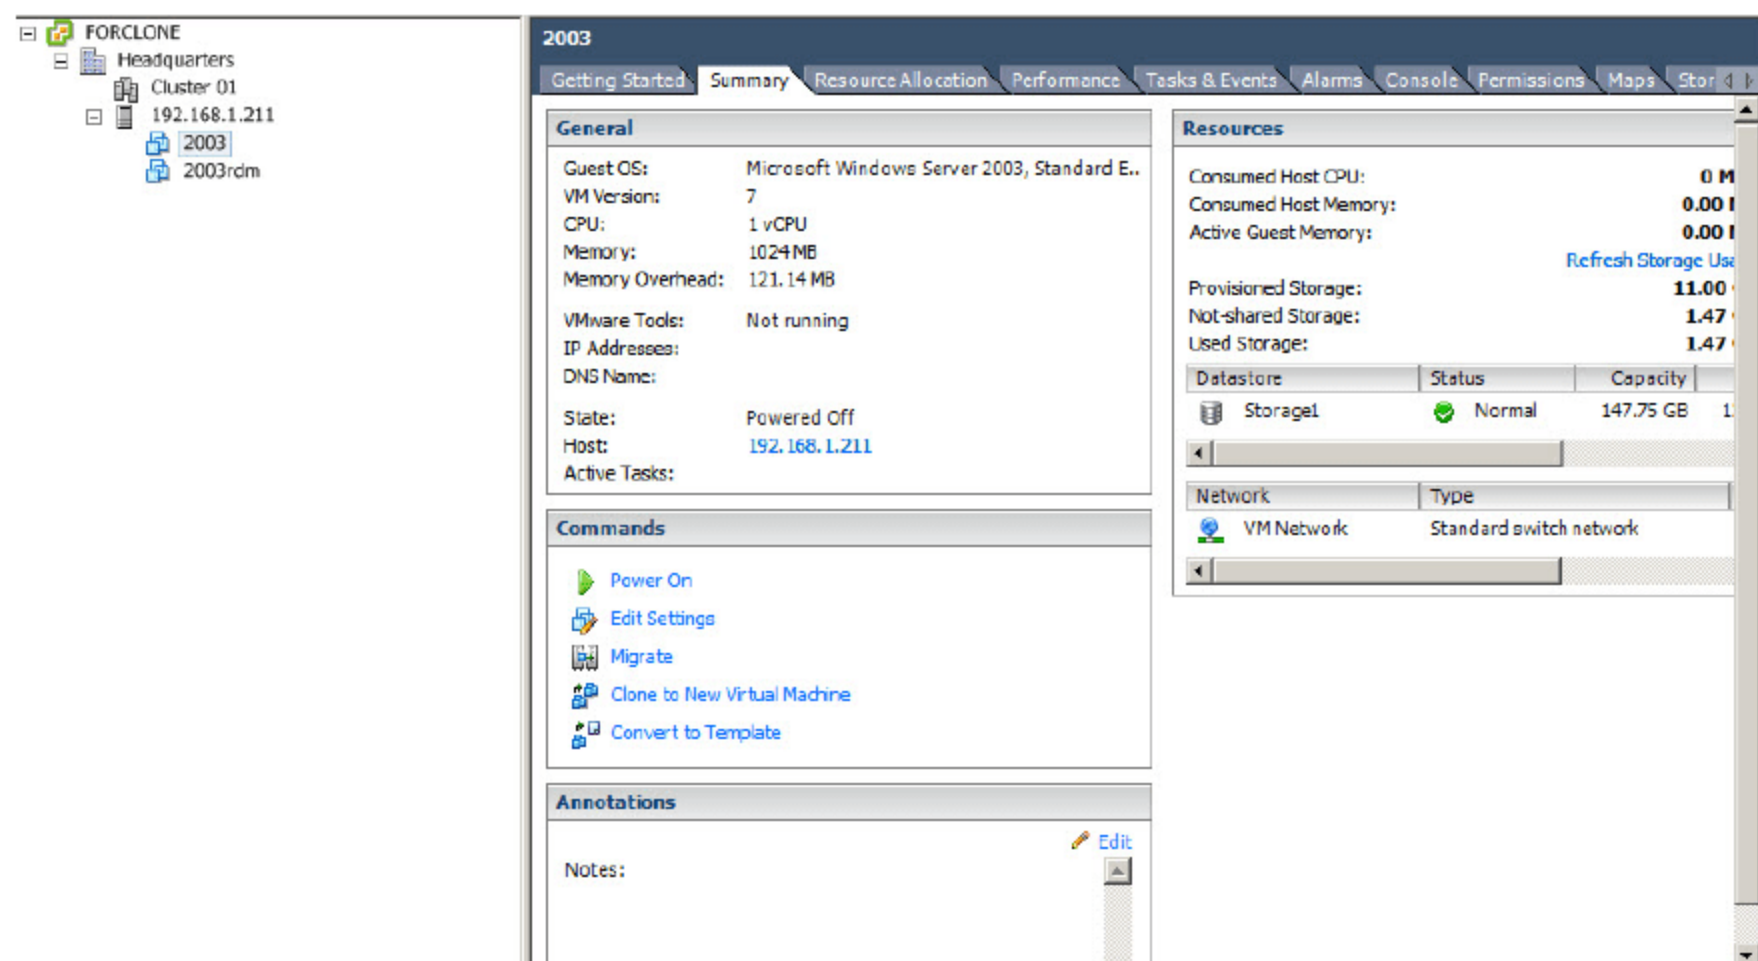 FORCLONE
Headquarters
Cluster 01
192.168.1.211
2003
2003rdm
2003
Getting Started Summary Resource Allocation Performance Tasks & Events Alarms Console Permissions Maps Stor
General
Guest OS: Microsoft Windows Server 2003, Standard E..
VM Version: 7
CPU: 1 vCPU
Memory: 1024 MB
Memory Overhead: 121.14 MB
VMware Tools: Not running
IP Addresses:
DNS Name:
State: Powered Off
Host: 192.168.1.211
Active Tasks:
Commands
Power On
Edit Settings
Migrate
Clone to New Virtual Machine
Convert to Template
Annotations
Edit
Notes:
Resources
Consumed Host CPU: 0 M
Consumed Host Memory: 0.00
Active Guest Memory: 0.00
Refresh Storage Usa
Provisioned Storage: 11.00
Not-shared Storage: 1.47
Used Storage: 1.47
Datastore Status Capacity
Storage1 Normal 147.75 GB 1
Network Type
VM Network Standard switch network